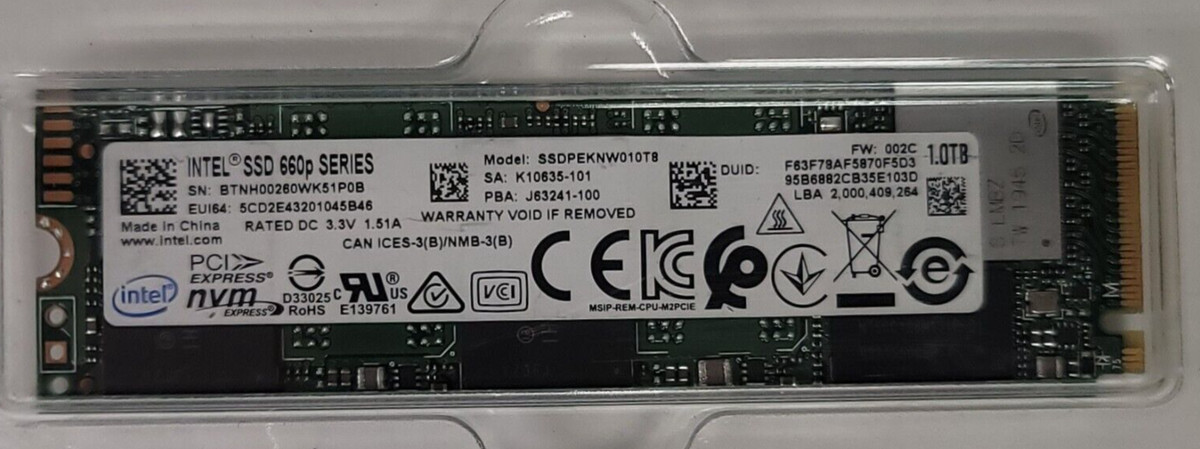 INTEL® SSD 660p SERIES
SN: BTNH00260WK51P0B
EUI64: 5CD2E43201045B46
Made in China
RATED DC 3.3V 1.51A
www.intel.com
Model: SSDPEKNW010T8
SA: K10635-101
PBA: J63241-100
WARRANTY VOID IF REMOVED
CAN ICES-3(B)/NMB-3(B)
DUID:
FW: 002C
F63F78AF5870F5D3
95B6882CB35E103D
LBA 2,000,409,264
1.0TB
intel
PCI
EXPRESS®
nvm
EXPRESS
D33025
RoHS
c RU ® US
E139761
VCI
CE
MSIP-REM-CPU-M2PCIE
e
M